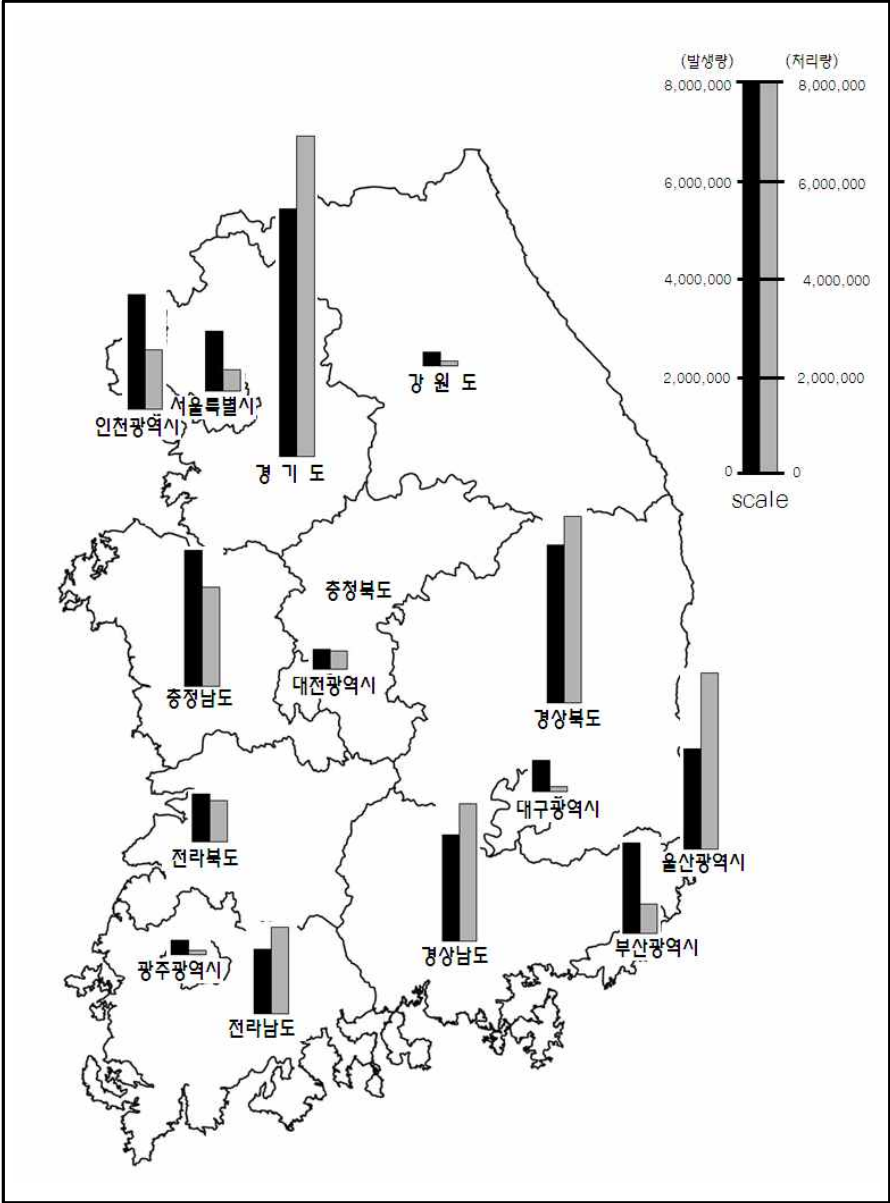 (발생량) (처리량)
8,000,000 8,000,000
6,000,000 6,000,000
4,000,000 4,000,000
2,000,000 2,000,000
0 0
scale
강 원 도
서울특별시
인천광역시
경 기 도
충청북도
대전광역시
충청남도
경상북도
대구광역시
전라북도
울산광역시
부산광역시
경상남도
광주광역시
전라남도